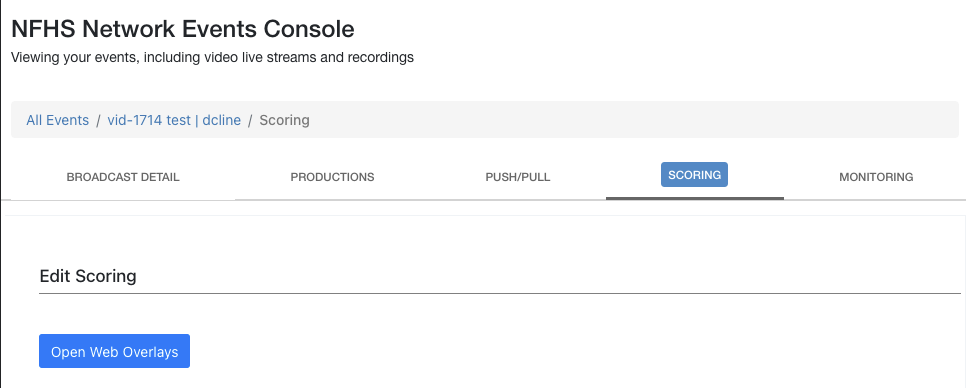 NFHS Network Events Console
Viewing your events, including video live streams and recordings
All Events / vid-1714 test | dcline / Scoring
BROADCAST DETAIL PRODUCTIONS PUSH/PULL SCORING MONITORING
Edit Scoring
Open Web Overlays